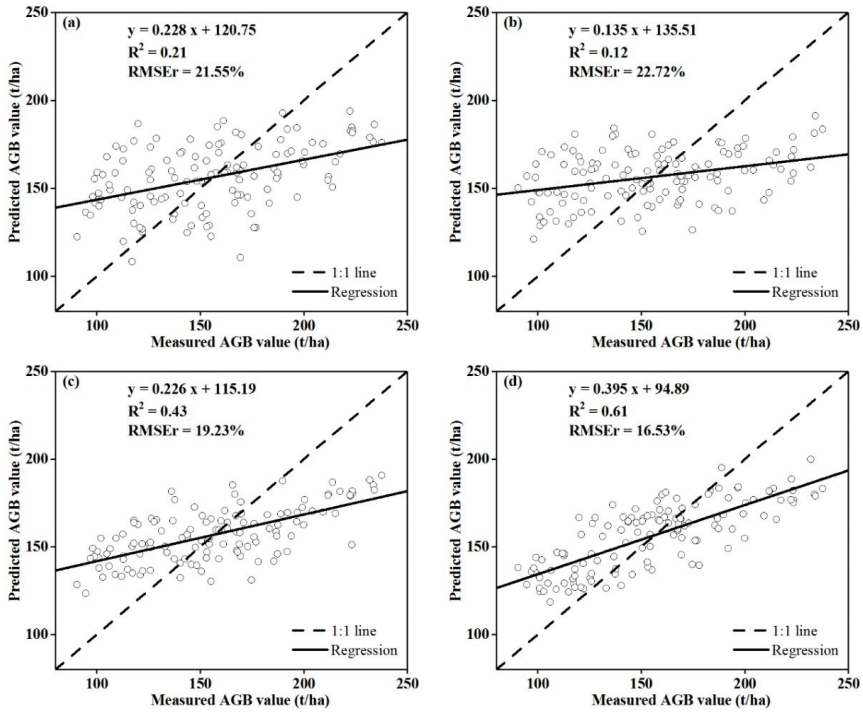 (a)
y = 0.228 x + 120.75
R² = 0.21
RMSEr = 21.55%
250
200
150
100
Predicted AGB value (t/ha)
1:1 line
Regression
100 150 200 250
Measured AGB value (t/ha)
(b)
y = 0.135 x + 135.51
R² = 0.12
RMSEr = 22.72%
250
200
150
100
Predicted AGB value (t/ha)
1:1 line
Regression
100 150 200 250
Measured AGB value (t/ha)
(c)
y = 0.226 x + 115.19
R² = 0.43
RMSEr = 19.23%
250
200
150
100
Predicted AGB value (t/ha)
1:1 line
Regression
100 150 200 250
Measured AGB value (t/ha)
(d)
y = 0.395 x + 94.89
R² = 0.61
RMSEr = 16.53%
250
200
150
100
Predicted AGB value (t/ha)
1:1 line
Regression
100 150 200 250
Measured AGB value (t/ha)